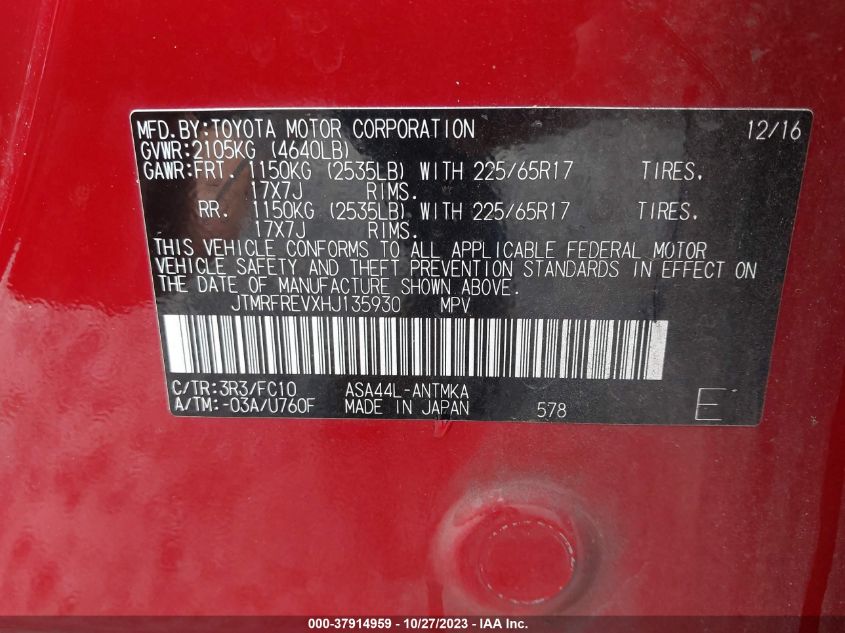 MFD.BY:TOYOTA MOTOR CORPORATION 12/16
GVWR:2105KG (4640LB)
GAWR:FRT. 1150KG (2535LB) WITH 225/65R17 TIRES.
17X7J RIMS.
RR. 1150KG (2535LB) WITH 225/65R17 TIRES.
17X7J RIMS.
THIS VEHICLE CONFORMS TO ALL APPLICABLE FEDERAL MOTOR
VEHICLE SAFETY AND THEFT PREVENTION STANDARDS IN EFFECT ON
THE DATE OF MANUFACTURE SHOWN ABOVE.
JTMRFREVXHJ135930 MPV
C/TR:3R3/FC10 ASA44L-ANTMKA
A/TM:-03A/U760F MADE IN JAPAN 578 E
000-37914959 | 10/27/2023 | IAA Inc.